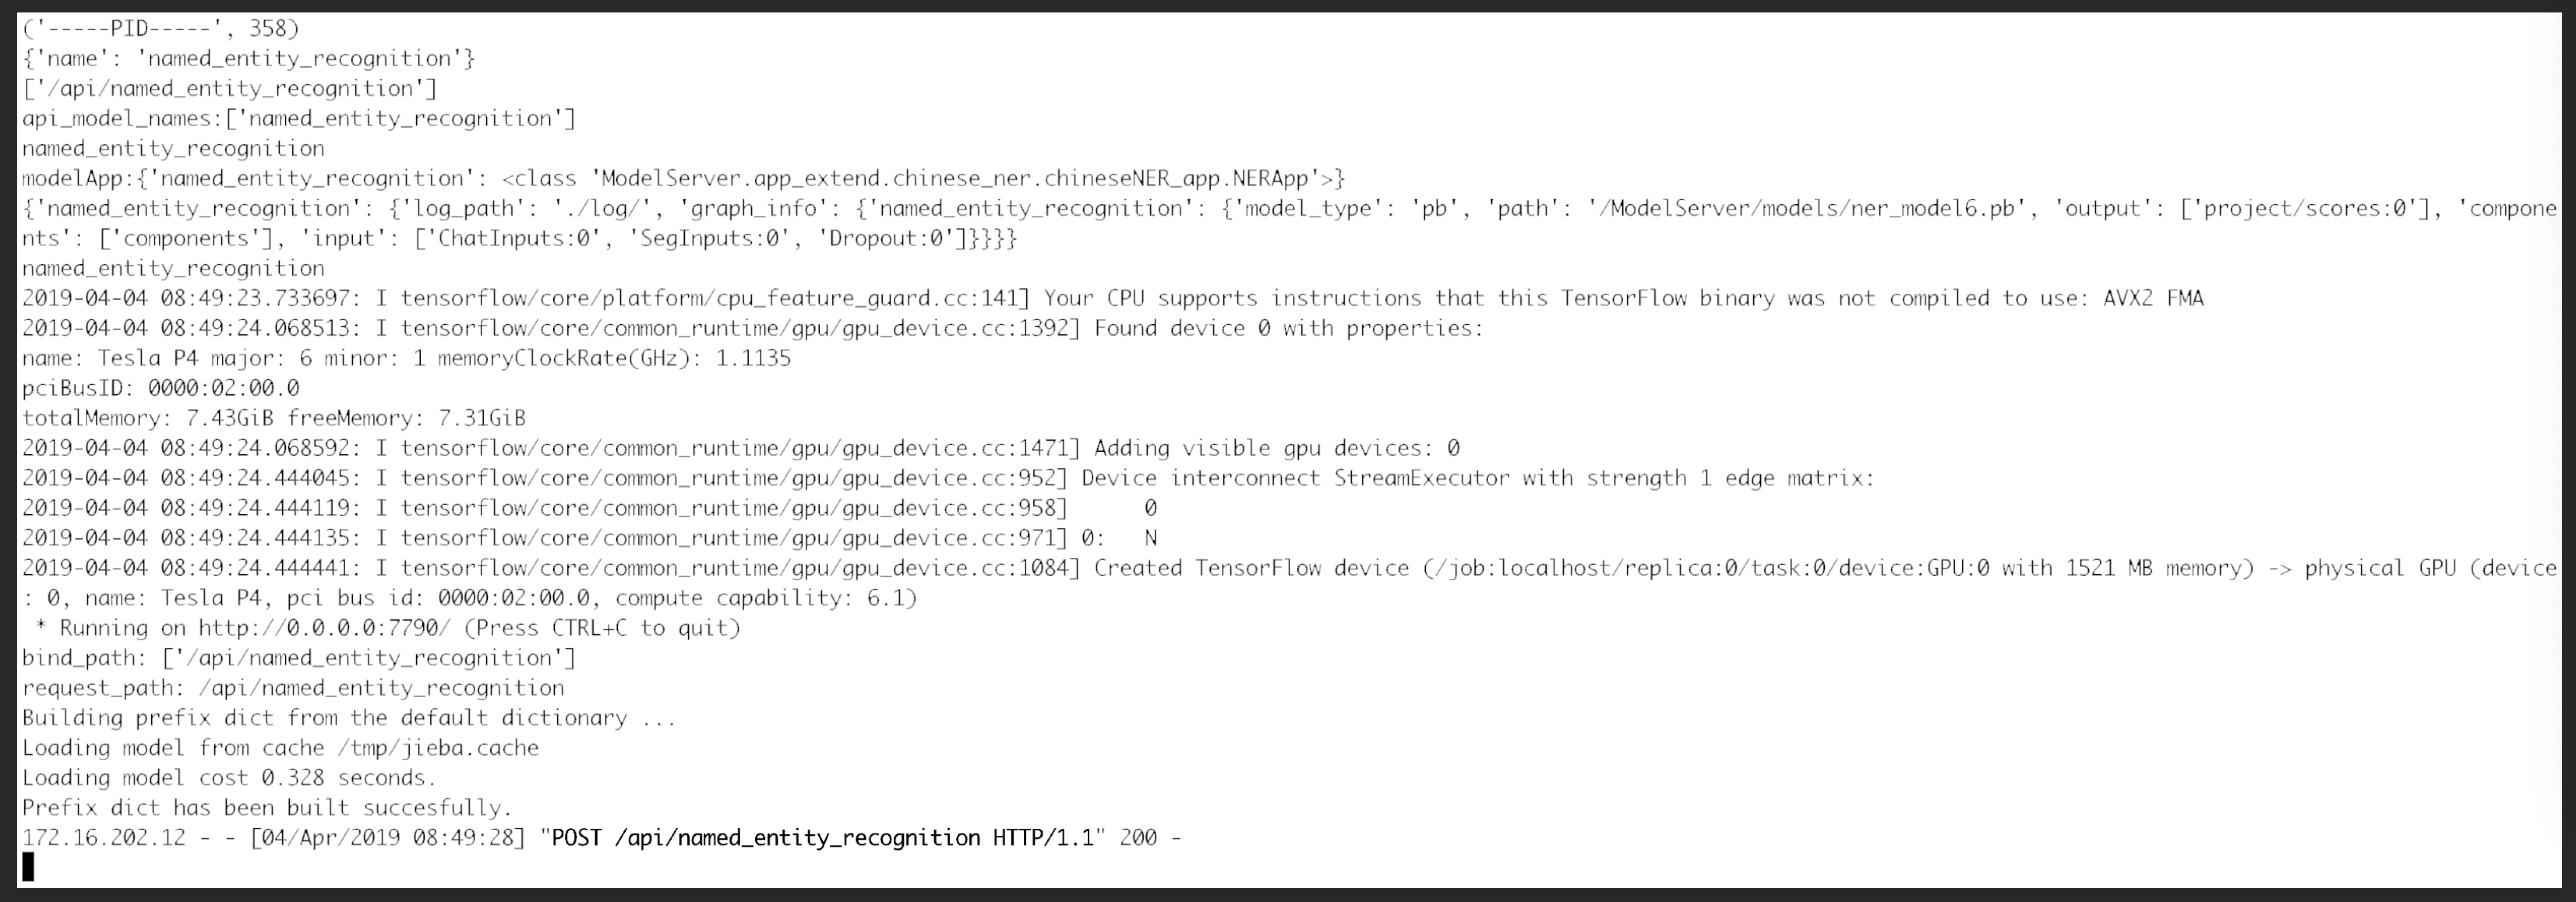 ('-----PID-----', 358)
{'name': 'named_entity_recognition'}
['/api/named_entity_recognition']
api_model_names:['named_entity_recognition']
named_entity_recognition
modelApp:{'named_entity_recognition': <class 'ModelServer.app_extend.chinese_ner.chineseNER_app.NERApp'>}
{'named_entity_recognition': {'log_path': './log/', 'graph_info': {'named_entity_recognition': {'model_type': 'pb', 'path': '/ModelServer/models/ner_model6.pb', 'output': ['project/scores:0'], 'compone
nts': ['components'], 'input': ['ChatInputs:0', 'SegInputs:0', 'Dropout:0']}}}}
named_entity_recognition
2019-04-04 08:49:23.733697: I tensorflow/core/platform/cpu_feature_guard.cc:141] Your CPU supports instructions that this TensorFlow binary was not compiled to use: AVX2 FMA
2019-04-04 08:49:24.068513: I tensorflow/core/common_runtime/gpu/gpu_device.cc:1392] Found device 0 with properties:
name: Tesla P4 major: 6 minor: 1 memoryClockRate(GHz): 1.1135
pciBusID: 0000:02:00.0
totalMemory: 7.43GiB freeMemory: 7.31GiB
2019-04-04 08:49:24.068592: I tensorflow/core/common_runtime/gpu/gpu_device.cc:1471] Adding visible gpu devices: 0
2019-04-04 08:49:24.444045: I tensorflow/core/common_runtime/gpu/gpu_device.cc:952] Device interconnect StreamExecutor with strength 1 edge matrix:
2019-04-04 08:49:24.444119: I tensorflow/core/common_runtime/gpu/gpu_device.cc:958]      0
2019-04-04 08:49:24.444135: I tensorflow/core/common_runtime/gpu/gpu_device.cc:971] 0:   N
2019-04-04 08:49:24.444441: I tensorflow/core/common_runtime/gpu/gpu_device.cc:1084] Created TensorFlow device (/job:localhost/replica:0/task:0/device:GPU:0 with 1521 MB memory) -> physical GPU (device
: 0, name: Tesla P4, pci bus id: 0000:02:00.0, compute capability: 6.1)
 * Running on http://0.0.0.0:7790/ (Press CTRL+C to quit)
bind_path: ['/api/named_entity_recognition']
request_path: /api/named_entity_recognition
Building prefix dict from the default dictionary ...
Loading model from cache /tmp/jieba.cache
Loading model cost 0.328 seconds.
Prefix dict has been built succesfully.
172.16.202.12 - - [04/Apr/2019 08:49:28] "POST /api/named_entity_recognition HTTP/1.1" 200 -